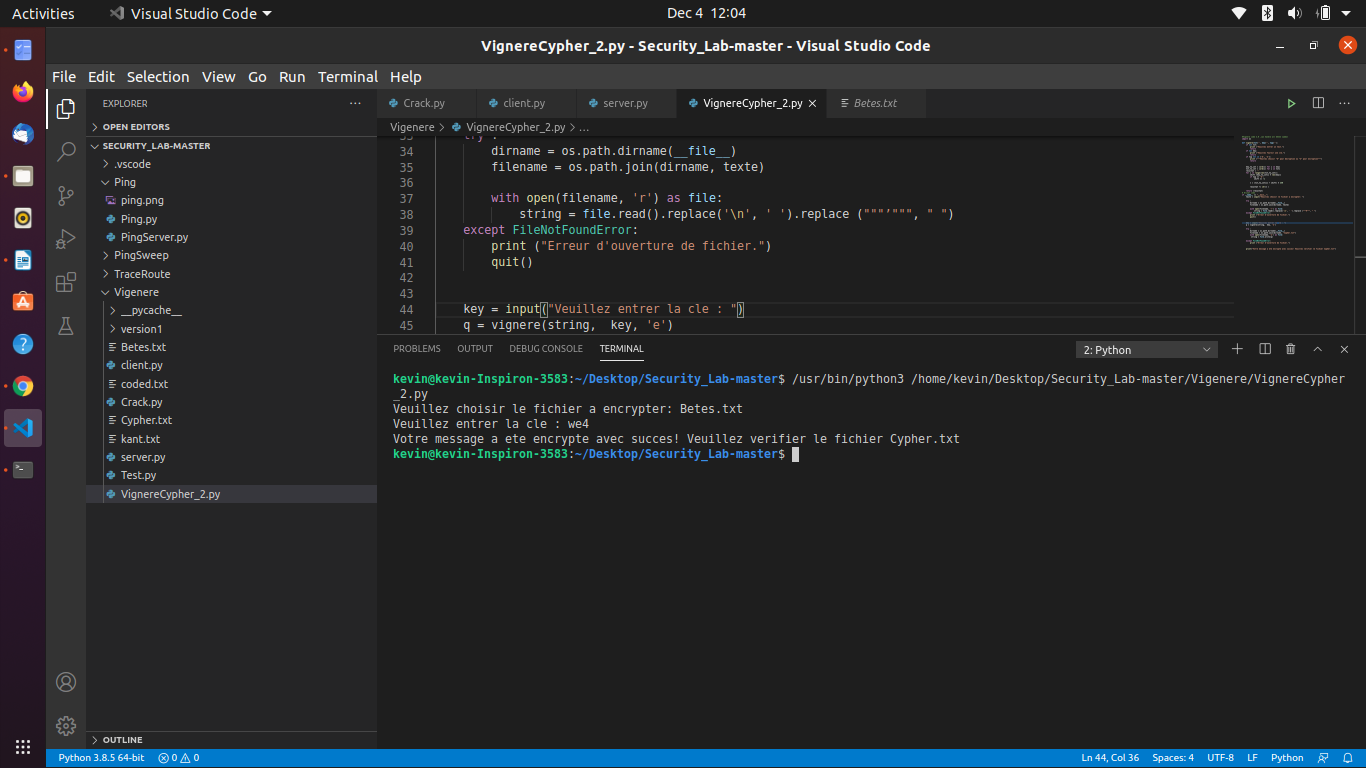 Activities
Visual Studio Code
Dec 4 12:04
VignereCypher_2.py - Security_Lab-master - Visual Studio Code
File Edit Selection View Go Run Terminal Help
EXPLORER
OPEN EDITORS
SECURITY_LAB-MASTER
.vscode
Ping
ping.png
Ping.py
PingServer.py
PingSweep
TraceRoute
Vigenere
__pycache__
version1
Betes.txt
client.py
coded.txt
Crack.py
Cypher.txt
kant.txt
server.py
Test.py
VignereCypher_2.py
OUTLINE
Crack.py client.py server.py VignereCypher_2.py Betes.txt
Vigenere > VignereCypher_2.py > ...
33 try :
34 dirname = os.path.dirname(__file__)
35 filename = os.path.join(dirname, texte)
36
37 with open(filename, 'r') as file:
38 string = file.read().replace('\n', ' ').replace ("""’""", " ")
39 except FileNotFoundError:
40 print ("Erreur d'ouverture de fichier.")
41 quit()
42
43
44 key = input("Veuillez entrer la cle : ")
45 q = vignere(string,  key, 'e')
PROBLEMS OUTPUT DEBUG CONSOLE TERMINAL
2: Python
kevin@kevin-Inspiron-3583:~/Desktop/Security_Lab-master$ /usr/bin/python3 /home/kevin/Desktop/Security_Lab-master/Vigenere/VignereCypher
_2.py
Veuillez choisir le fichier a encrypter: Betes.txt
Veuillez entrer la cle : we4
Votre message a ete encrypte avec succes! Veuillez verifier le fichier Cypher.txt
kevin@kevin-Inspiron-3583:~/Desktop/Security_Lab-master$
Python 3.8.5 64-bit 0 0
Ln 44, Col 36 Spaces: 4 UTF-8 LF Python